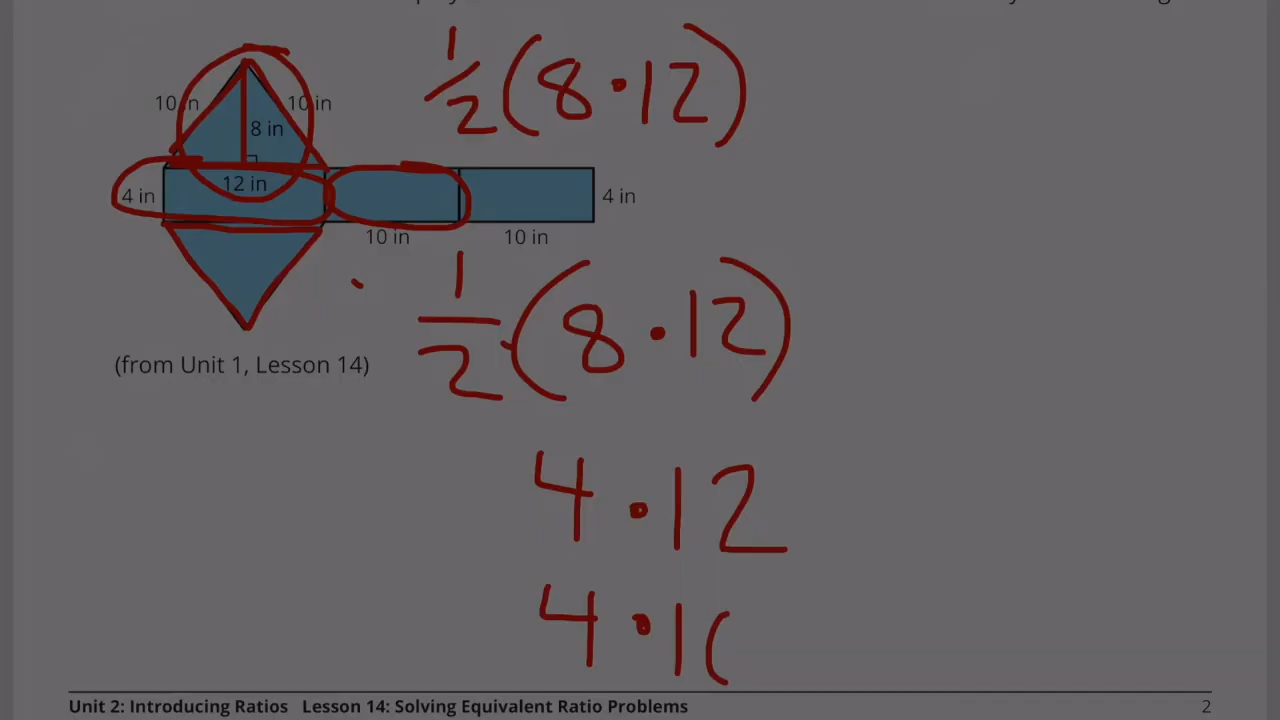 1/2 (8 · 12)
10 in 10 in
8 in
12 in
4 in 4 in
10 in 10 in
1/2 · (8 · 12)
(from Unit 1, Lesson 14)
4 · 12
4 · 1(
Unit 2: Introducing Ratios Lesson 14: Solving Equivalent Ratio Problems 2